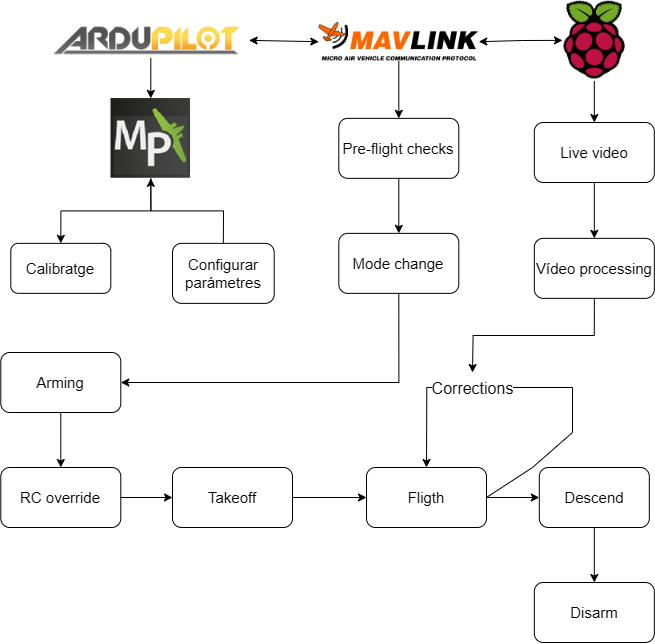 ARDUPILOT
MAVLINK
MICRO AIR VEHICLE COMMUNICATION PROTOCOL
MP
Pre-flight checks
Live video
Calibratge
Configurar
parámetres
Mode change
Vídeo processing
Arming
Corrections
RC override
Takeoff
Fligth
Descend
Disarm